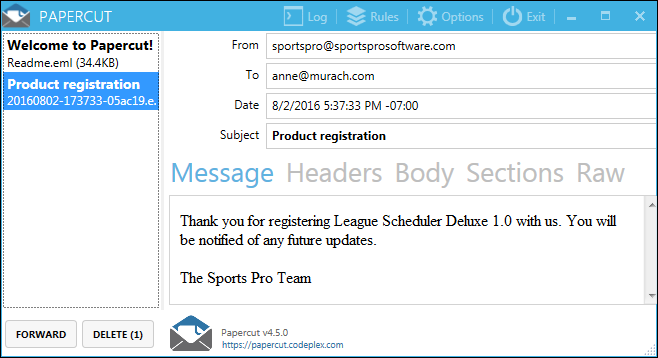 PAPERCUT
Log
Rules
Options
Exit
Welcome to Papercut!
Readme.eml (34.4KB)
Product registration
20160802-173733-05ac19.e.
From sportspro@sportsprosoftware.com
To anne@murach.com
Date 8/2/2016 5:37:33 PM -07:00
Subject Product registration
Message Headers Body Sections Raw
Thank you for registering League Scheduler Deluxe 1.0 with us. You will
be notified of any future updates.
The Sports Pro Team
FORWARD
DELETE (1)
Papercut v4.5.0
https://papercut.codeplex.com